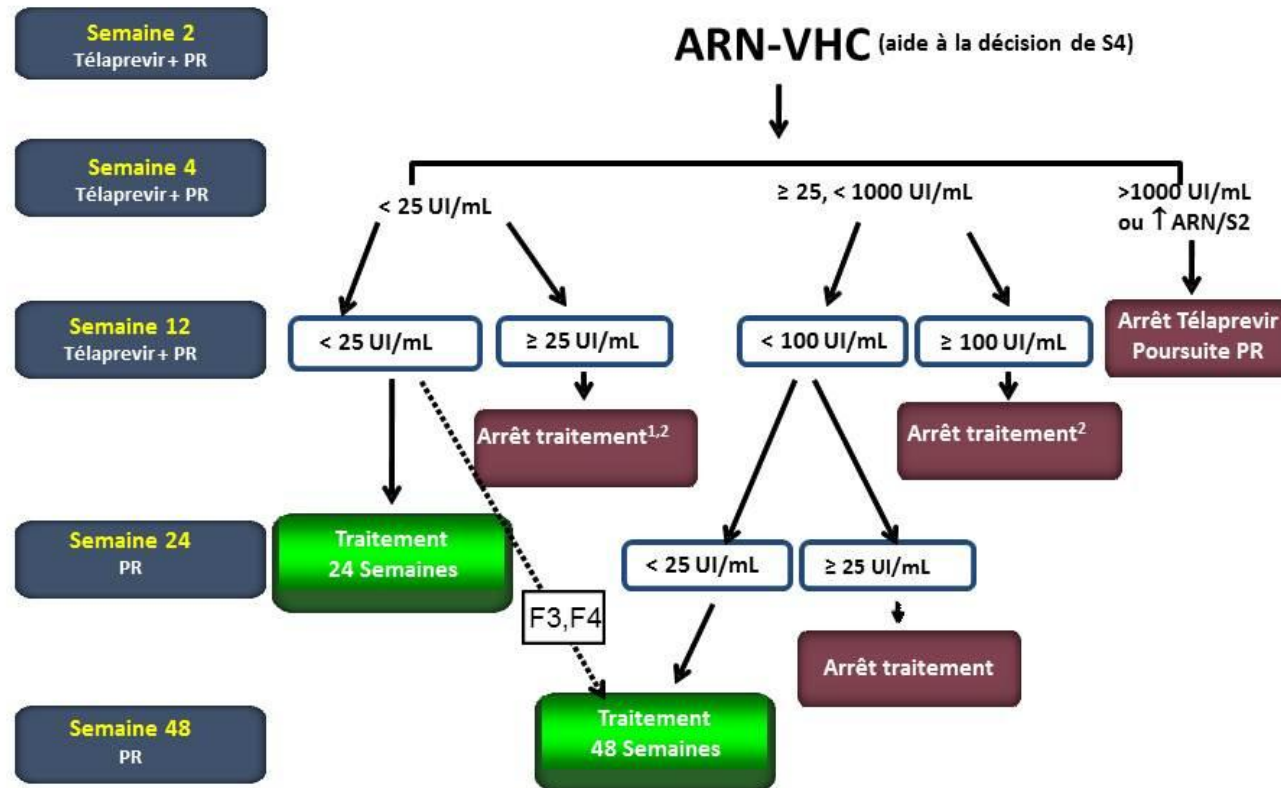 Semaine 2
Télaprevir + PR
ARN-VHC (aide à la décision de S4)
Semaine 4
Télaprevir + PR
< 25 UI/mL
≥ 25, < 1000 UI/mL
>1000 UI/mL
ou ↑ ARN/S2
Semaine 12
Télaprevir + PR
< 25 UI/mL
≥ 25 UI/mL
< 100 UI/mL
≥ 100 UI/mL
Arrêt Télaprevir
Poursuite PR
Arrêt traitement1,2
Arrêt traitement2
Semaine 24
PR
Traitement
24 Semaines
< 25 UI/mL
≥ 25 UI/mL
F3,F4
Arrêt traitement
Semaine 48
PR
Traitement
48 Semaines